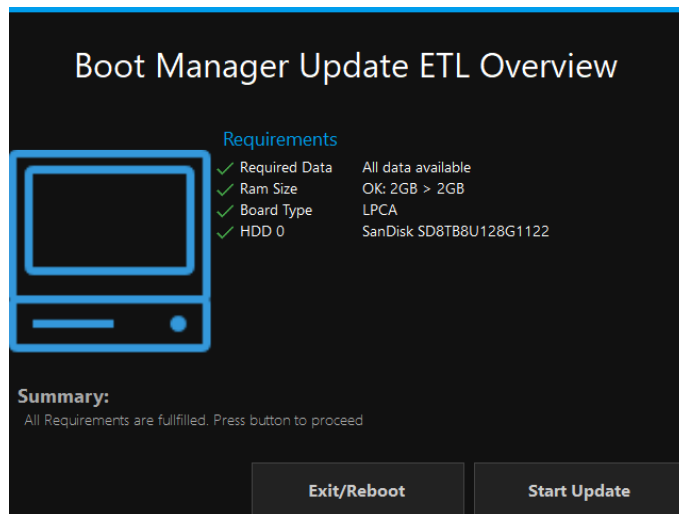 Boot Manager Update ETL Overview
Requirements
Required Data All data available
Ram Size OK: 2GB > 2GB
Board Type LPCA
HDD 0 SanDisk SD8TB8U128G1122
Summary:
All Requirements are fullfilled. Press button to proceed
Exit/Reboot Start Update